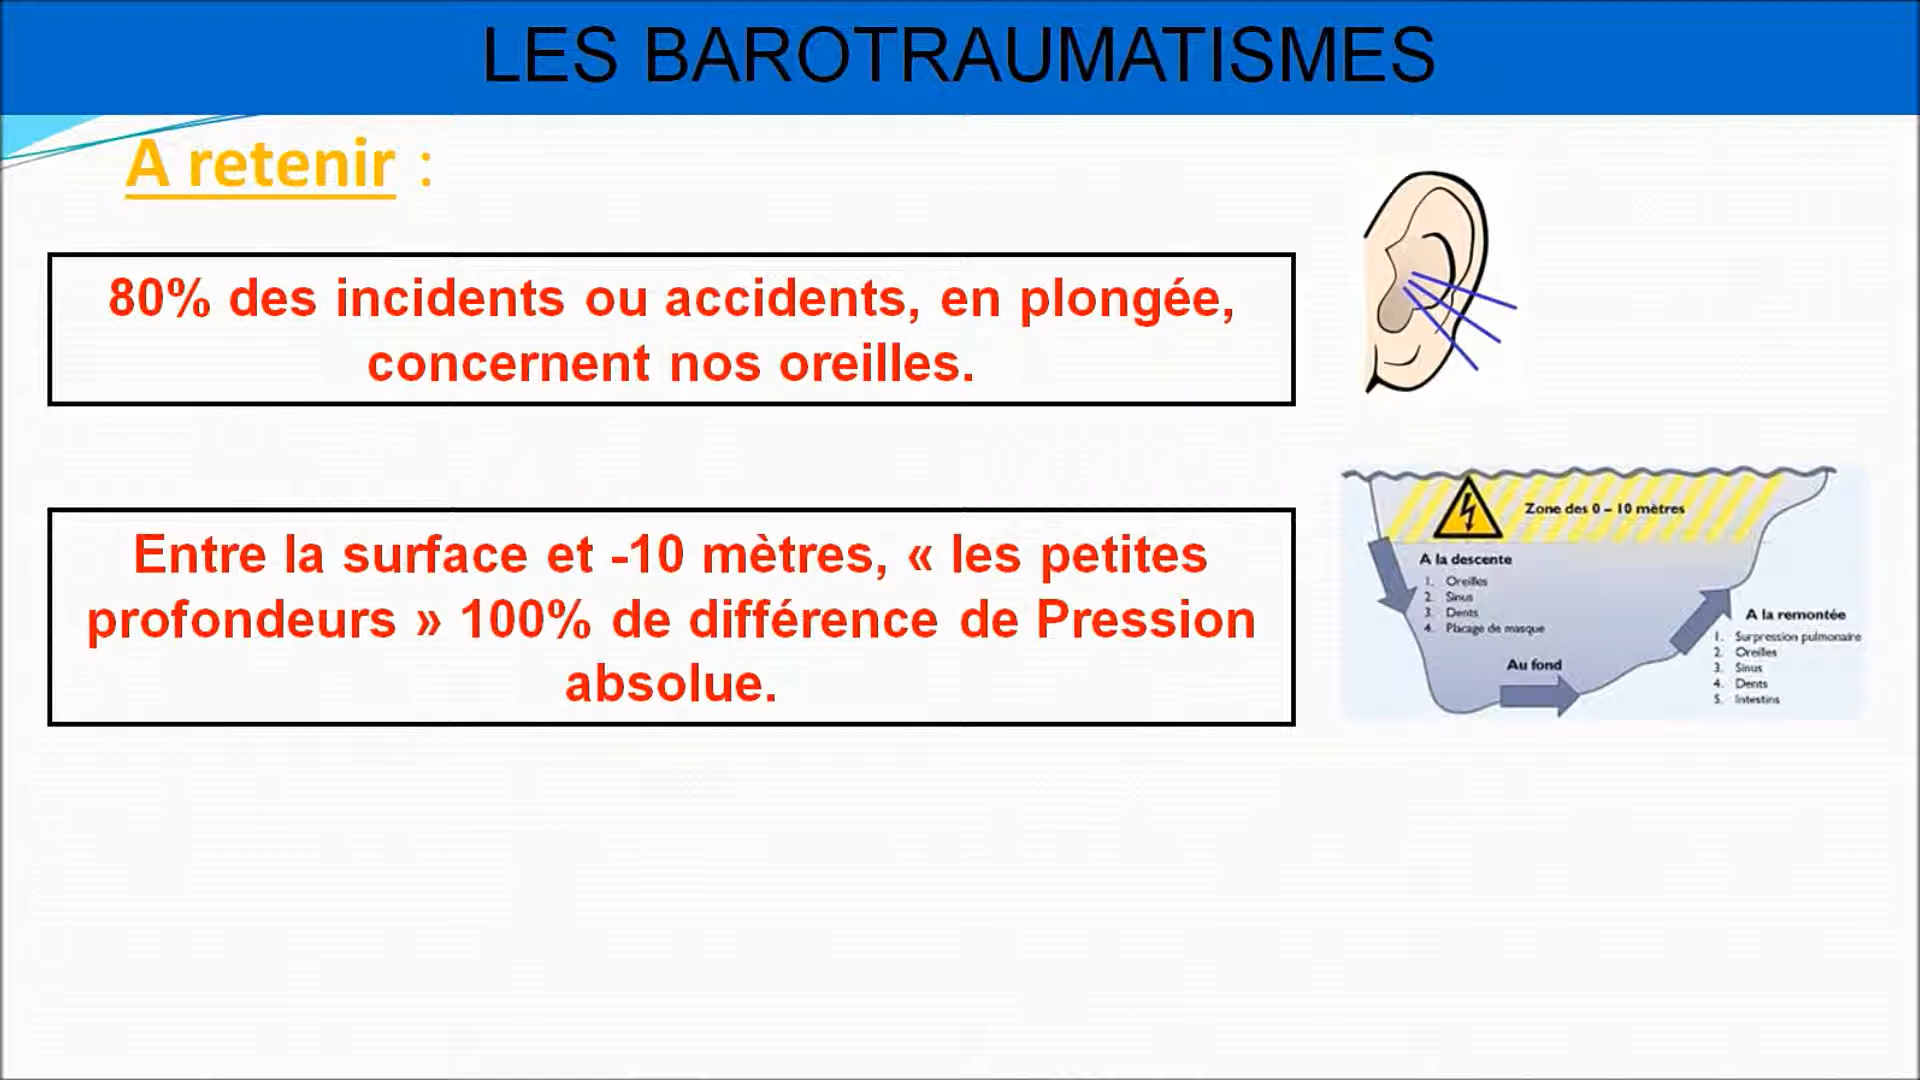 LES BAROTRAUMATISMES
A retenir :
80% des incidents ou accidents, en plongée,
concernent nos oreilles.
Entre la surface et -10 mètres, « les petites
profondeurs » 100% de différence de Pression
absolue.
Zone des 0 – 10 mètres
A la descente
1. Oreilles
2. Sinus
3. Dents
4. Placage de masque
Au fond
A la remontée
1. Surpression pulmonaire
2. Oreilles
3. Sinus
4. Dents
5. Intestins